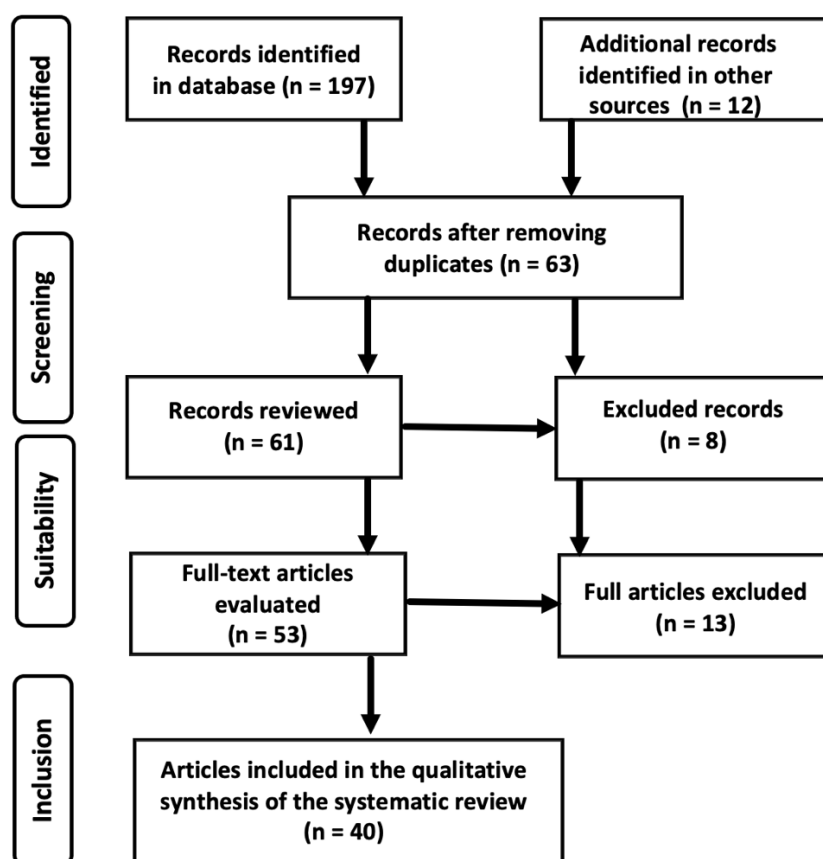 Identified
Records identified
in database (n = 197)
Additional records
identified in other
sources (n = 12)
Records after removing
duplicates (n = 63)
Screening
Records reviewed
(n = 61)
Excluded records
(n = 8)
Suitability
Full-text articles
evaluated
(n = 53)
Full articles excluded
(n = 13)
Inclusion
Articles included in the qualitative
synthesis of the systematic review
(n = 40)